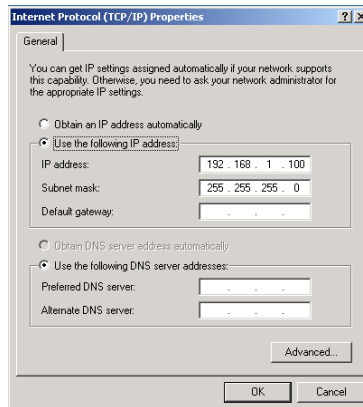 Internet Protocol (TCP/IP) Properties
General
You can get IP settings assigned automatically if your network supports
this capability. Otherwise, you need to ask your network administrator for
the appropriate IP settings.
Obtain an IP address automatically
Use the following IP address:
IP address: 192 . 168 . 1 . 100
Subnet mask: 255 . 255 . 255 . 0
Default gateway: . . .
Obtain DNS server address automatically
Use the following DNS server addresses:
Preferred DNS server: . . .
Alternate DNS server: . . .
Advanced...
OK Cancel